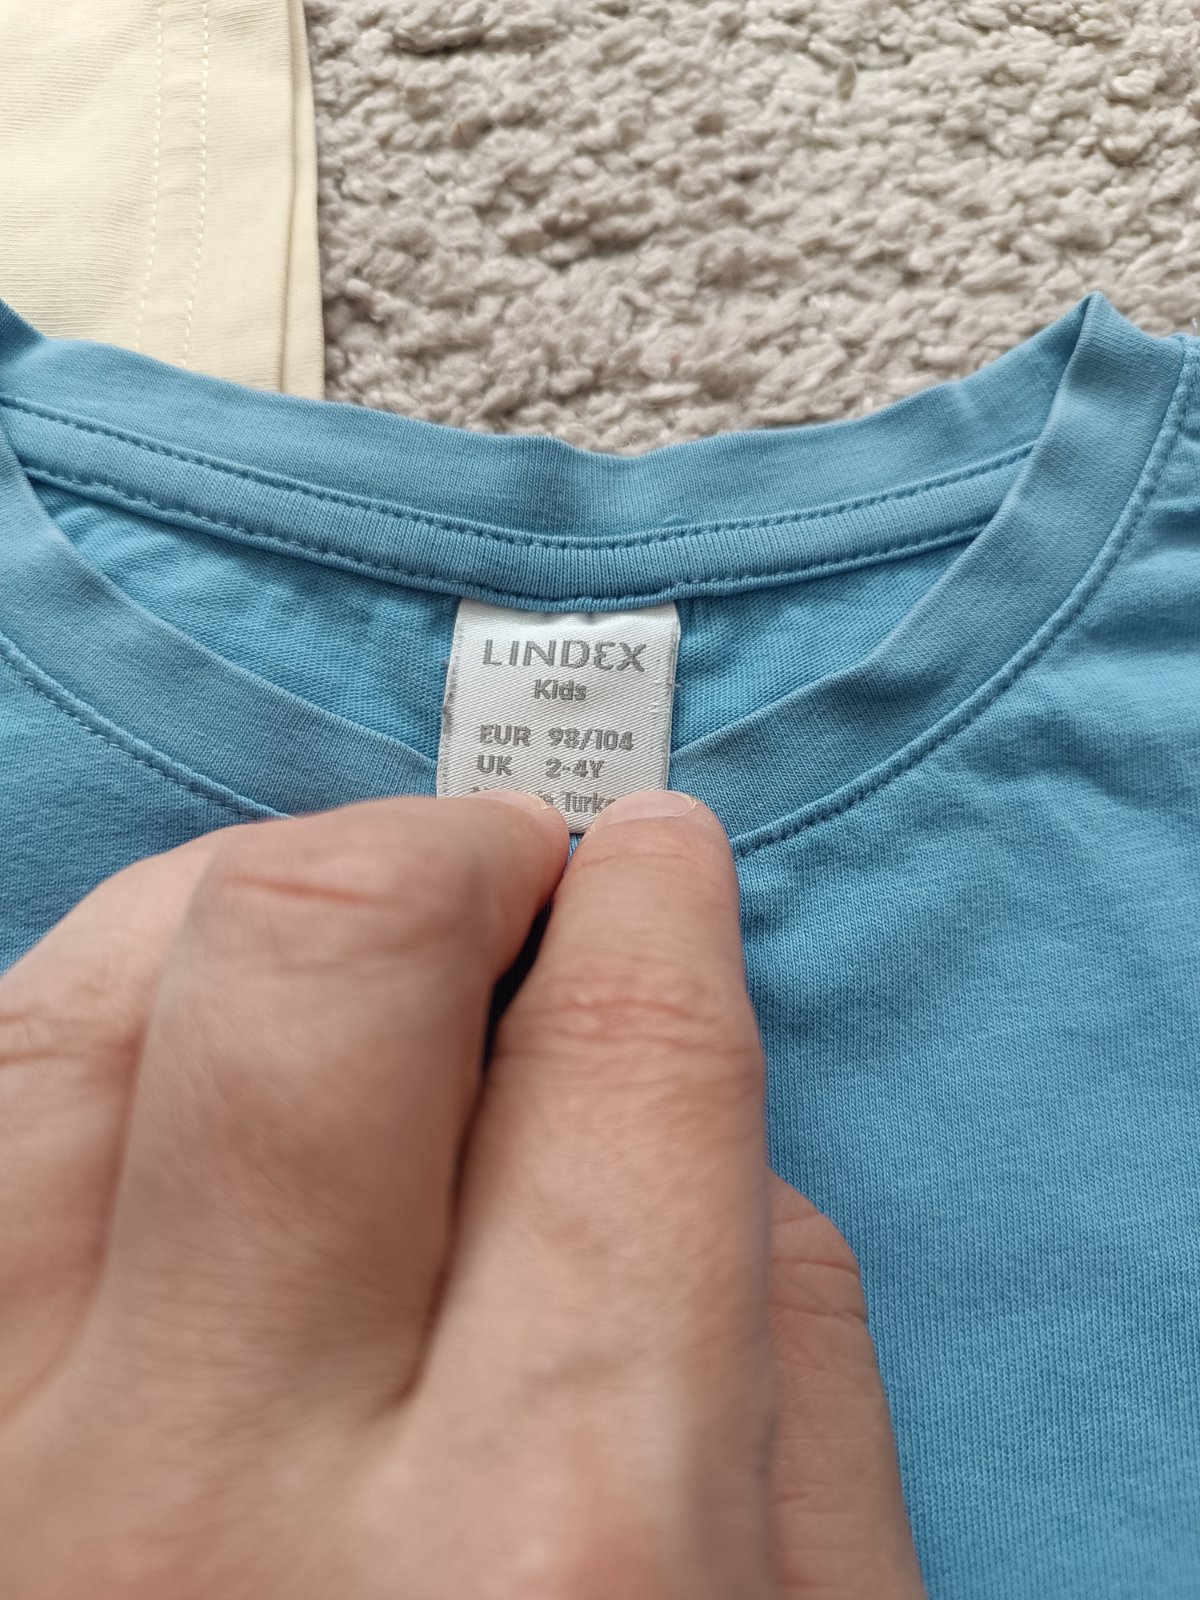 LINDEX
Kids
EUR 98/104
UK 2-4Y